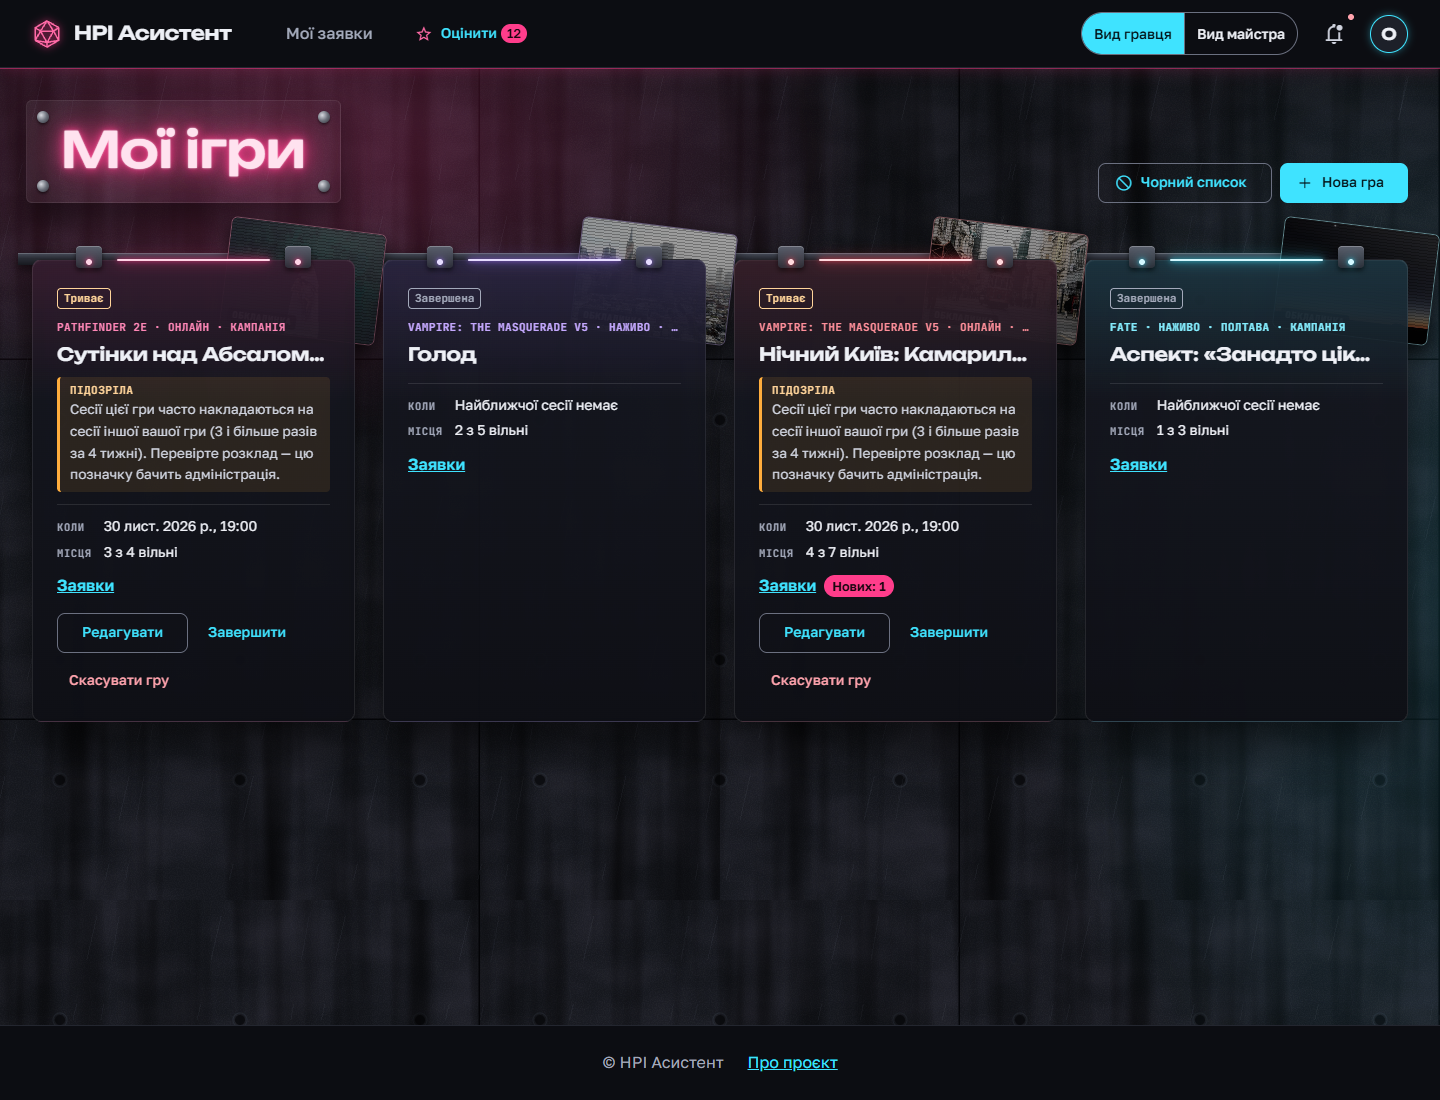 НРІ Асистент
Мої заявки
Оцінити 12
Вид гравця
Вид майстра
О
Мої ігри
Чорний список
+ Нова гра
Триває
PATHFINDER 2E · ОНЛАЙН · КАМПАНІЯ
Сутінки над Абсалом...
ПІДОЗРІЛА
Сесії цієї гри часто накладаються на
сесії іншої вашої гри (3 і більше разів
за 4 тижні). Перевірте розклад — цю
позначку бачить адміністрація.
КОЛИ 30 лист. 2026 р., 19:00
МІСЦЯ 3 з 4 вільні
Заявки
Редагувати
Завершити
Скасувати гру
Завершена
VAMPIRE: THE MASQUERADE V5 · НАЖИВО · …
Голод
КОЛИ Найближчої сесії немає
МІСЦЯ 2 з 5 вільні
Заявки
Триває
VAMPIRE: THE MASQUERADE V5 · ОНЛАЙН · …
Нічний Київ: Камарил...
ПІДОЗРІЛА
Сесії цієї гри часто накладаються на
сесії іншої вашої гри (3 і більше разів
за 4 тижні). Перевірте розклад — цю
позначку бачить адміністрація.
КОЛИ 30 лист. 2026 р., 19:00
МІСЦЯ 4 з 7 вільні
Заявки Нових: 1
Редагувати
Завершити
Скасувати гру
Завершена
FATE · НАЖИВО · ПОЛТАВА · КАМПАНІЯ
Аспект: «Занадто цік...
КОЛИ Найближчої сесії немає
МІСЦЯ 1 з 3 вільні
Заявки
© НРІ Асистент
Про проєкт